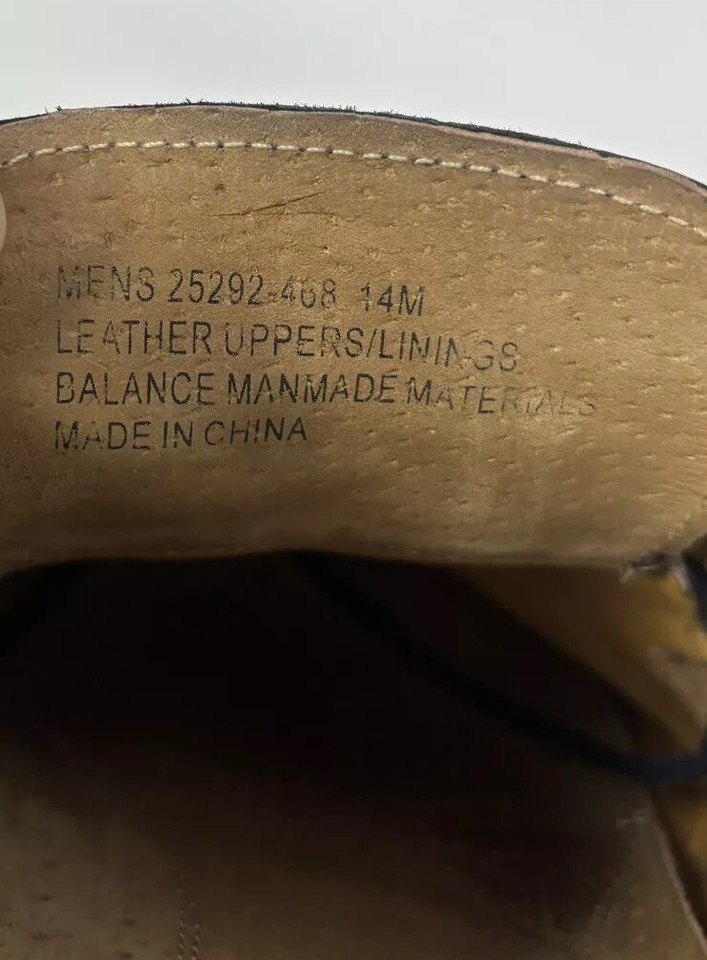 MENS 25292-468 14M
LEATHER UPPERS/LININGS
BALANCE MANMADE MATERIALS
MADE IN CHINA